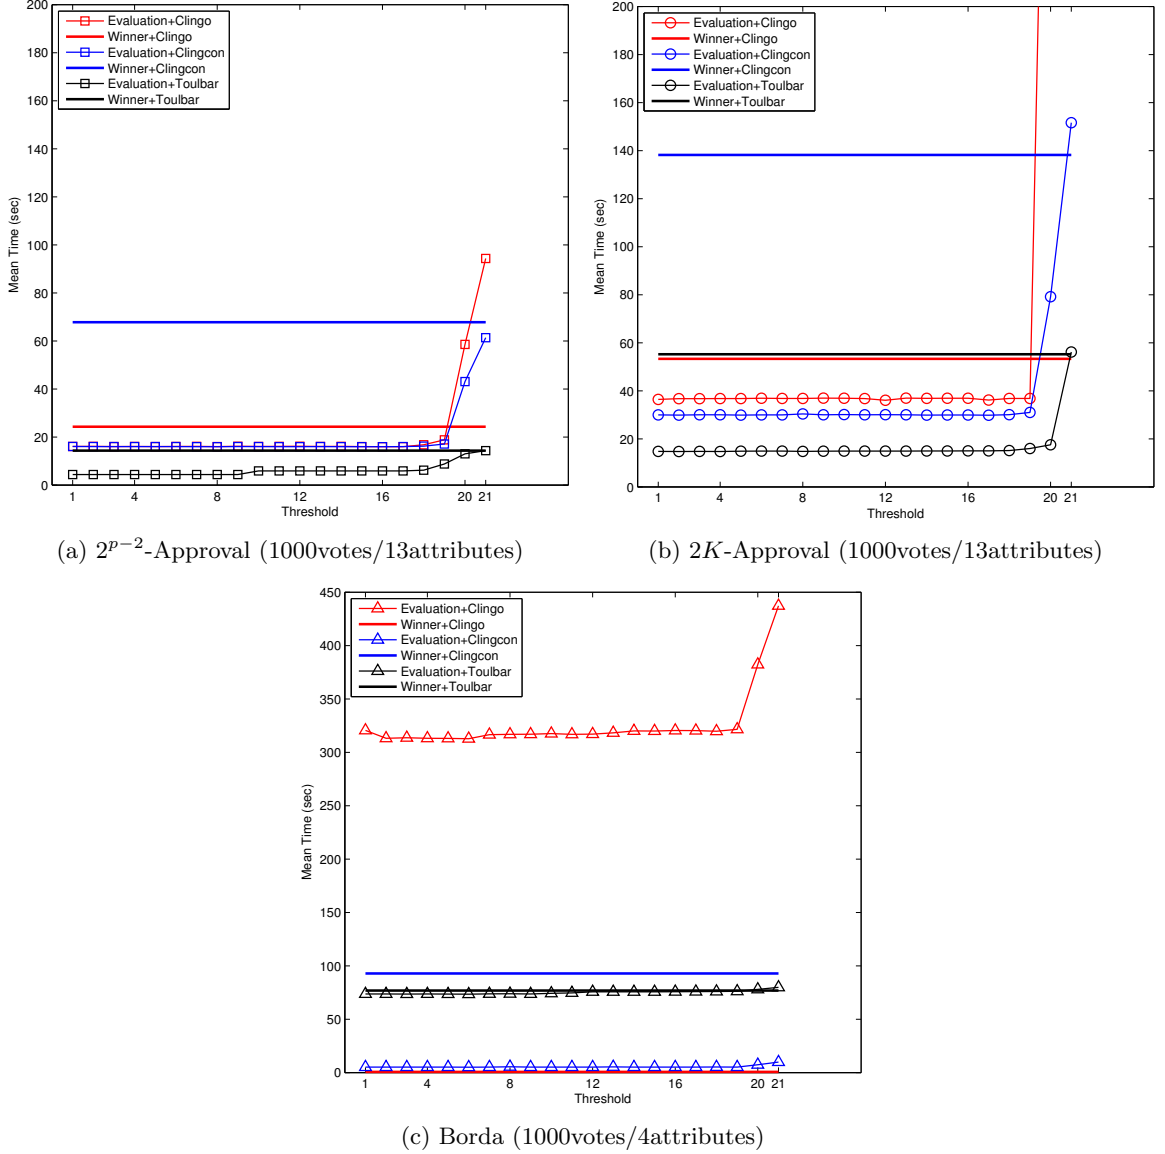 200
180
160
140
120
100
80
60
40
20
0
Mean Time (sec)
Evaluation+Clingo
Winner+Clingo
Evaluation+Clingcon
Winner+Clingcon
Evaluation+Toulbar
Winner+Toulbar
1 4 8 12 16 20 21
Threshold
(a) 2^{p−2}-Approval (1000votes/13attributes)
200
180
160
140
120
100
80
60
40
20
0
Mean Time (sec)
Evaluation+Clingo
Winner+Clingo
Evaluation+Clingcon
Winner+Clingcon
Evaluation+Toulbar
Winner+Toulbar
1 4 8 12 16 20 21
Threshold
(b) 2K-Approval (1000votes/13attributes)
450
400
350
300
250
200
150
100
50
0
Mean Time (sec)
Evaluation+Clingo
Winner+Clingo
Evaluation+Clingcon
Winner+Clingcon
Evaluation+Toulbar
Winner+Toulbar
1 4 8 12 16 20 21
Threshold
(c) Borda (1000votes/4attributes)